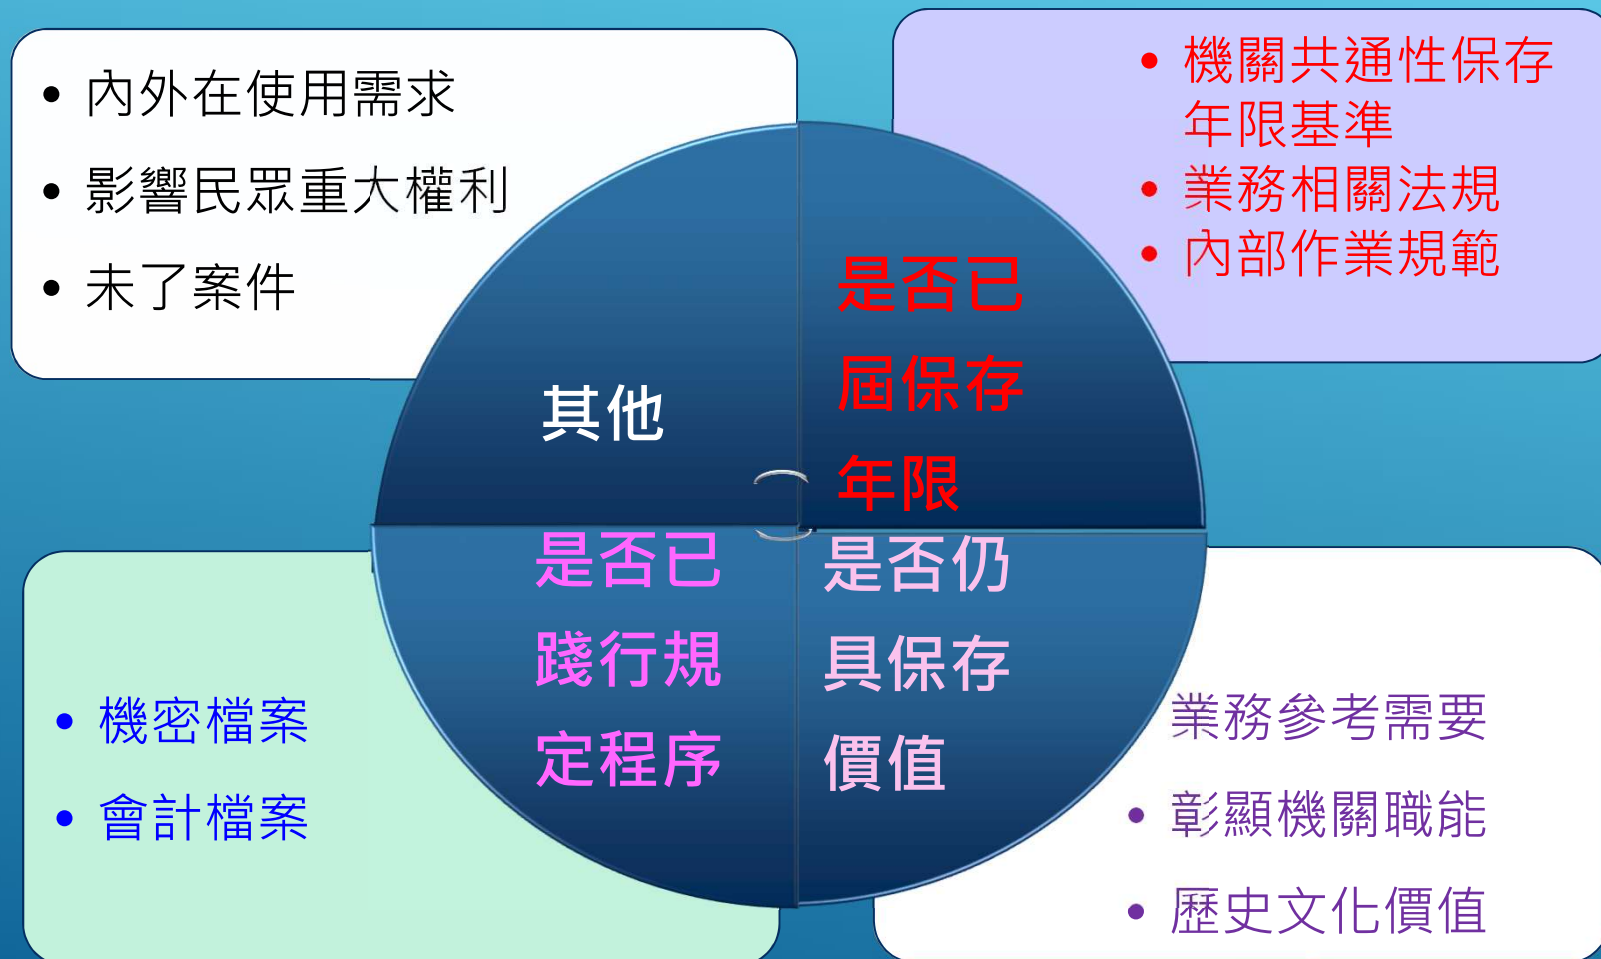 內外在使用需求
影響民眾重大權利
未了案件
機關共通性保存
年限基準
業務相關法規
內部作業規範
其他
是否已
屆保存
年限
是否已
踐行規
定程序
是否仍
具保存
價值
機密檔案
會計檔案
業務參考需要
彰顯機關職能
歷史文化價值